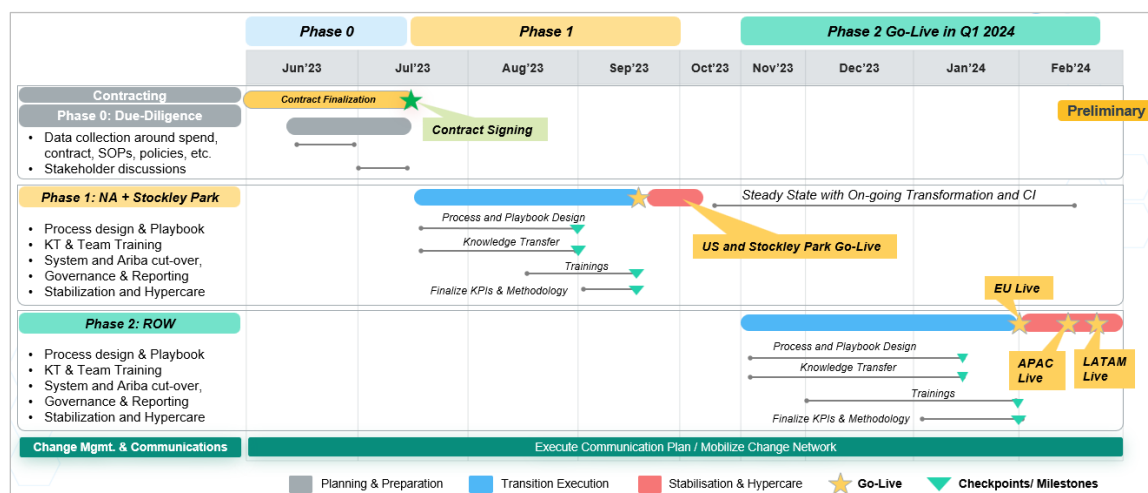 Phase 0
Phase 1
Phase 2 Go-Live in Q1 2024
Jun'23
Jul'23
Aug'23
Sep'23
Oct'23
Nov'23
Dec'23
Jan'24
Feb'24
Contracting
Contract Finalization
Preliminary
Phase 0: Due-Diligence
Contract Signing
• Data collection around spend,
contract, SOPs, policies, etc.
• Stakeholder discussions
Phase 1: NA + Stockley Park
Steady State with On-going Transformation and CI
• Process design & Playbook
• KT & Team Training
• System and Ariba cut-over,
• Governance & Reporting
• Stabilization and Hypercare
Process and Playbook Design
Knowledge Transfer
Trainings
Finalize KPIs & Methodology
US and Stockley Park Go-Live
EU Live
Phase 2: ROW
• Process design & Playbook
• KT & Team Training
• System and Ariba cut-over,
• Governance & Reporting
• Stabilization and Hypercare
Process and Playbook Design
Knowledge Transfer
Trainings
Finalize KPIs & Methodology
APAC
Live
LATAM
Live
Change Mgmt. & Communications
Execute Communication Plan / Mobilize Change Network
Planning & Preparation
Transition Execution
Stabilisation & Hypercare
Go-Live
Checkpoints/ Milestones